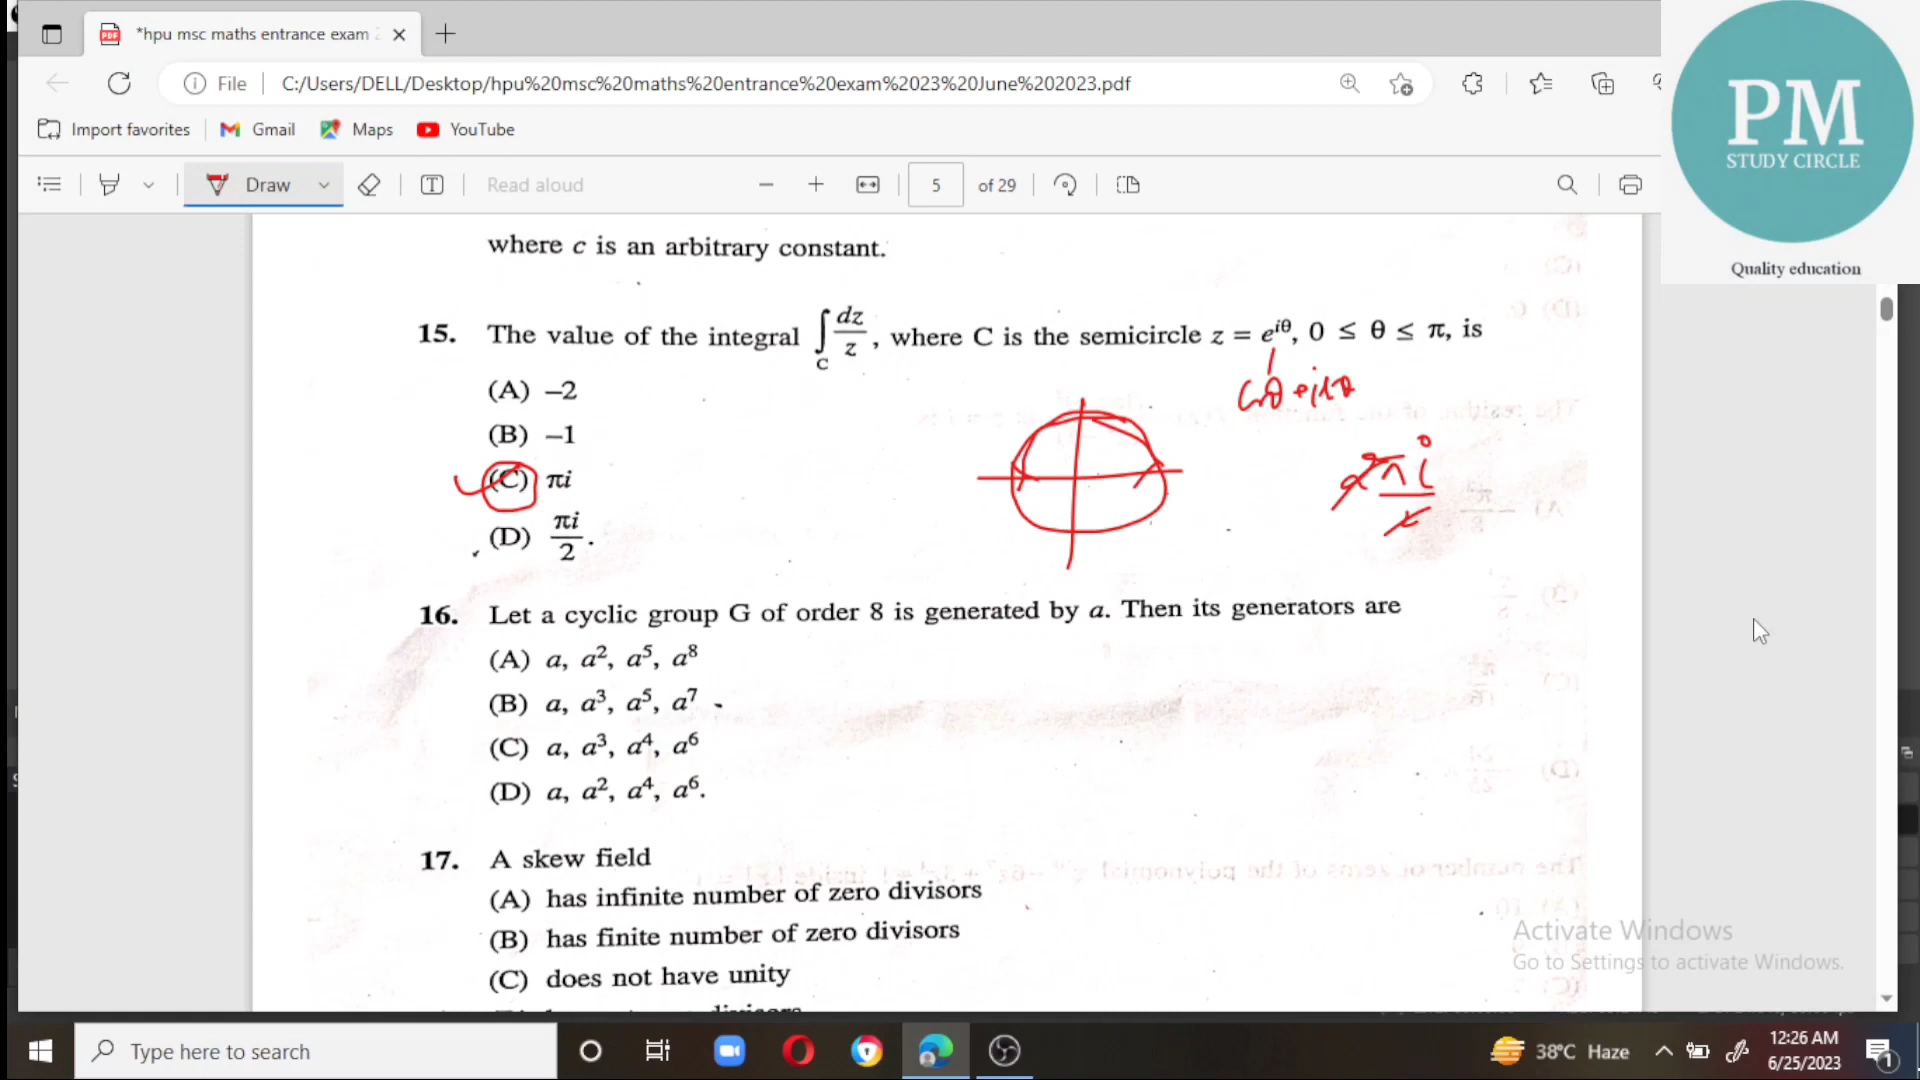 *hpu msc maths entrance exam 2
File
C:/Users/DELL/Desktop/hpu%20msc%20maths%20entrance%20exam%2023%20June%202023.pdf
Import favorites
Gmail
Maps
YouTube
Draw
Read aloud
5
of 29
PM
STUDY CIRCLE
Quality education
where c is an arbitrary constant.
15. The value of the integral ∫_C dz/z, where C is the semicircle z = e^{iθ}, 0 ≤ θ ≤ π, is
(A) –2
(B) –1
(C) πi
(D) πi/2.
2πi/2
16. Let a cyclic group G of order 8 is generated by a. Then its generators are
(A) a, a², a⁵, a⁸
(B) a, a³, a⁵, a⁷
(C) a, a³, a⁴, a⁶
(D) a, a², a⁴, a⁶.
17. A skew field
(A) has infinite number of zero divisors
(B) has finite number of zero divisors
(C) does not have unity
Activate Windows
Go to Settings to activate Windows.
Type here to search
38°C Haze
12:26 AM
6/25/2023
1